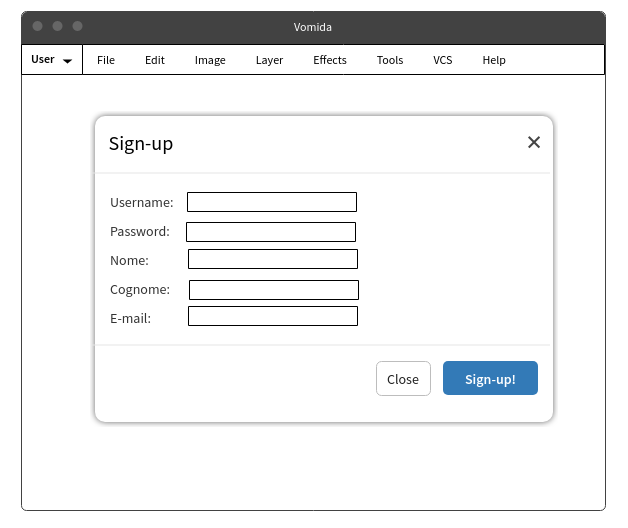 Vomida
User File Edit Image Layer Effects Tools VCS Help
Sign-up ×
Username:
Password:
Nome:
Cognome:
E-mail:
Close Sign-up!